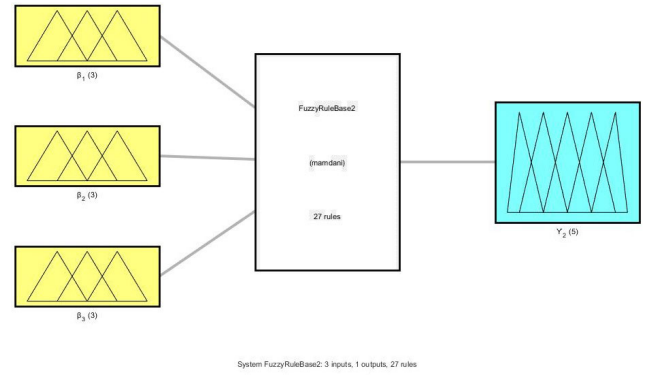 β1 (3)
FuzzyRuleBase2
(mamdani)
27 rules
β2 (3)
β3 (3)
Y2 (5)
System FuzzyRuleBase2: 3 inputs, 1 outputs, 27 rules